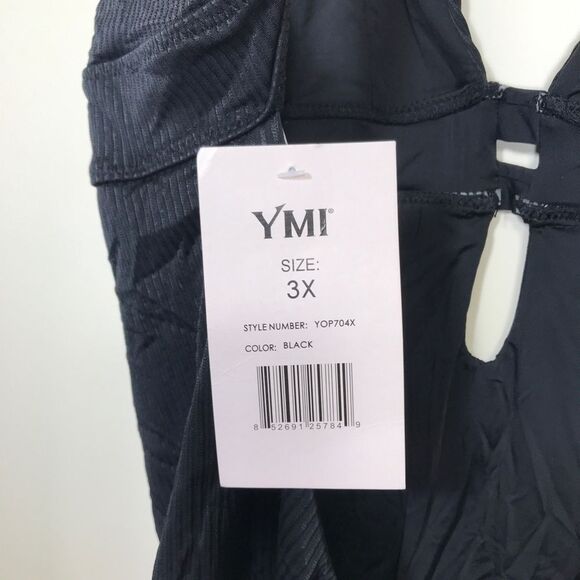 YMI®
SIZE:
3X
STYLE NUMBER: YOP704X
COLOR: BLACK
8 52691 25784 9